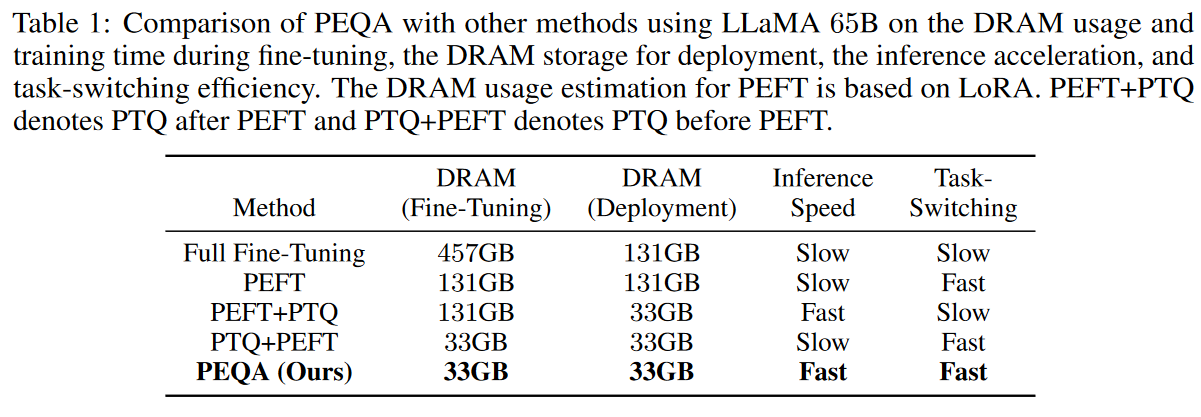 Table 1: Comparison of PEQA with other methods using LLaMA 65B on the DRAM usage and
training time during fine-tuning, the DRAM storage for deployment, the inference acceleration, and
task-switching efficiency. The DRAM usage estimation for PEFT is based on LoRA. PEFT+PTQ
denotes PTQ after PEFT and PTQ+PEFT denotes PTQ before PEFT.
DRAM DRAM Inference Task-
Method (Fine-Tuning) (Deployment) Speed Switching
Full Fine-Tuning 457GB 131GB Slow Slow
PEFT 131GB 131GB Slow Fast
PEFT+PTQ 131GB 33GB Fast Slow
PTQ+PEFT 33GB 33GB Slow Fast
PEQA (Ours) 33GB 33GB Fast Fast